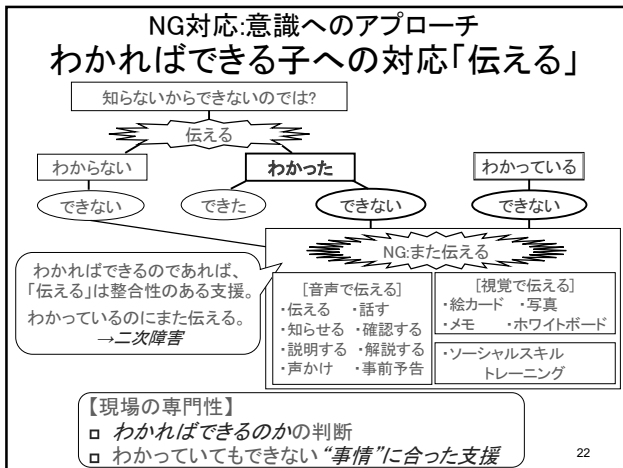 NG対応:意識へのアプローチ
わかればできる子への対応「伝える」
知らないからできないのでは?
伝える
わからない
わかった
わかっている
できない
できた
できない
できない
NG:また伝える
わかればできるのであれば、
「伝える」は整合性のある支援。
わかっているのにまた伝える。
→二次障害
[音声で伝える]
・伝える ・話す
・知らせる ・確認する
・説明する ・解説する
・声かけ ・事前予告
[視覚で伝える]
・絵カード ・写真
・メモ ・ホワイトボード
・ソーシャルスキル
トレーニング
【現場の専門性】
□ わかればできるのかの判断
□ わかっていてもできない“事情”に合った支援
22